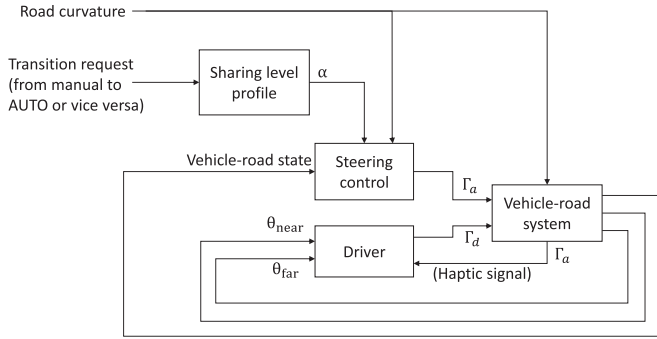 Road curvature
Transition request
(from manual to
AUTO or vice versa)
Sharing level
profile
α
Vehicle-road state
Steering
control
Γa
Vehicle-road
system
θnear
Driver
Γd
θfar
Γa
(Haptic signal)